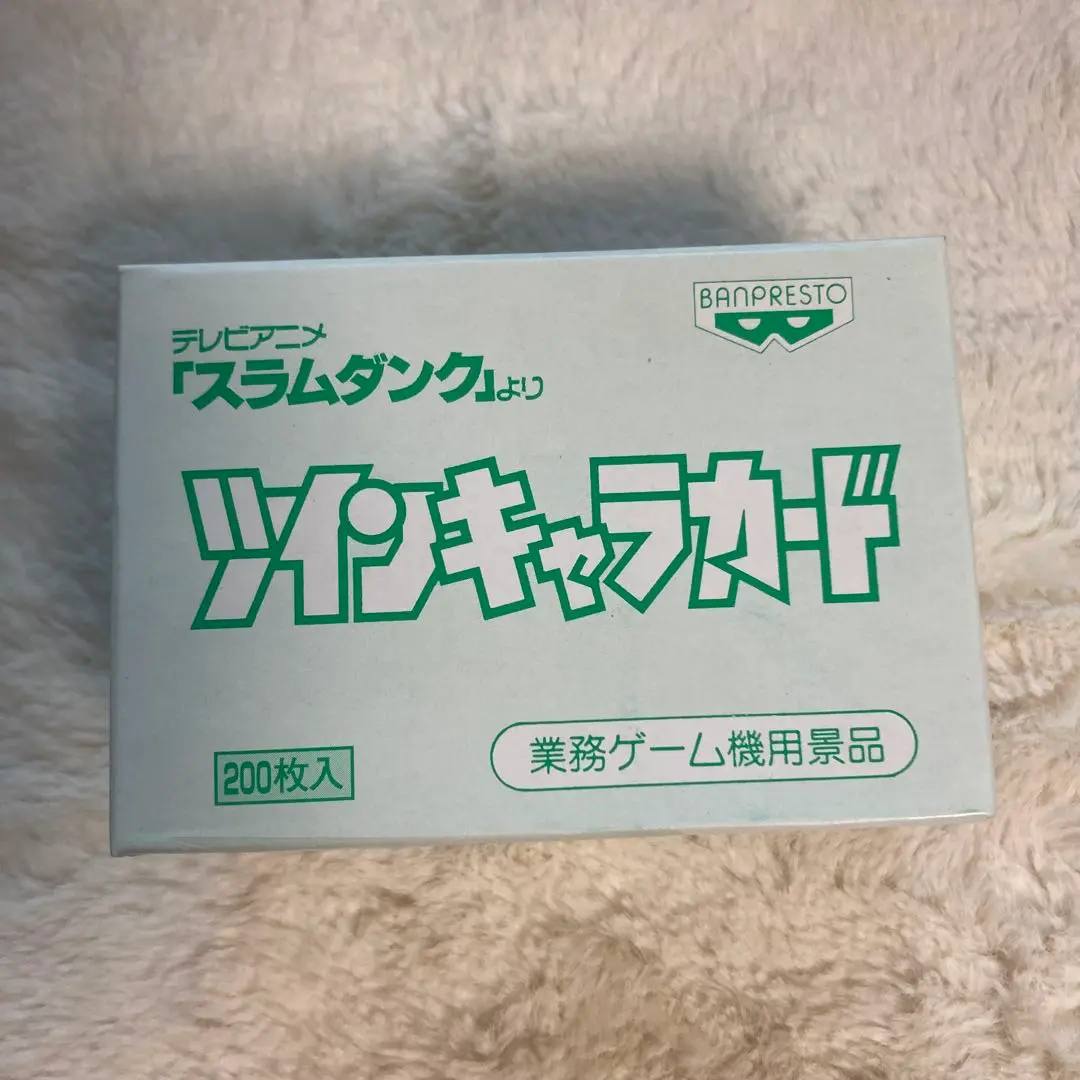 テレビアニメ
「スラムダンク」より
BANPRESTO
ツインキャラカード
200枚入
業務ゲーム機用景品